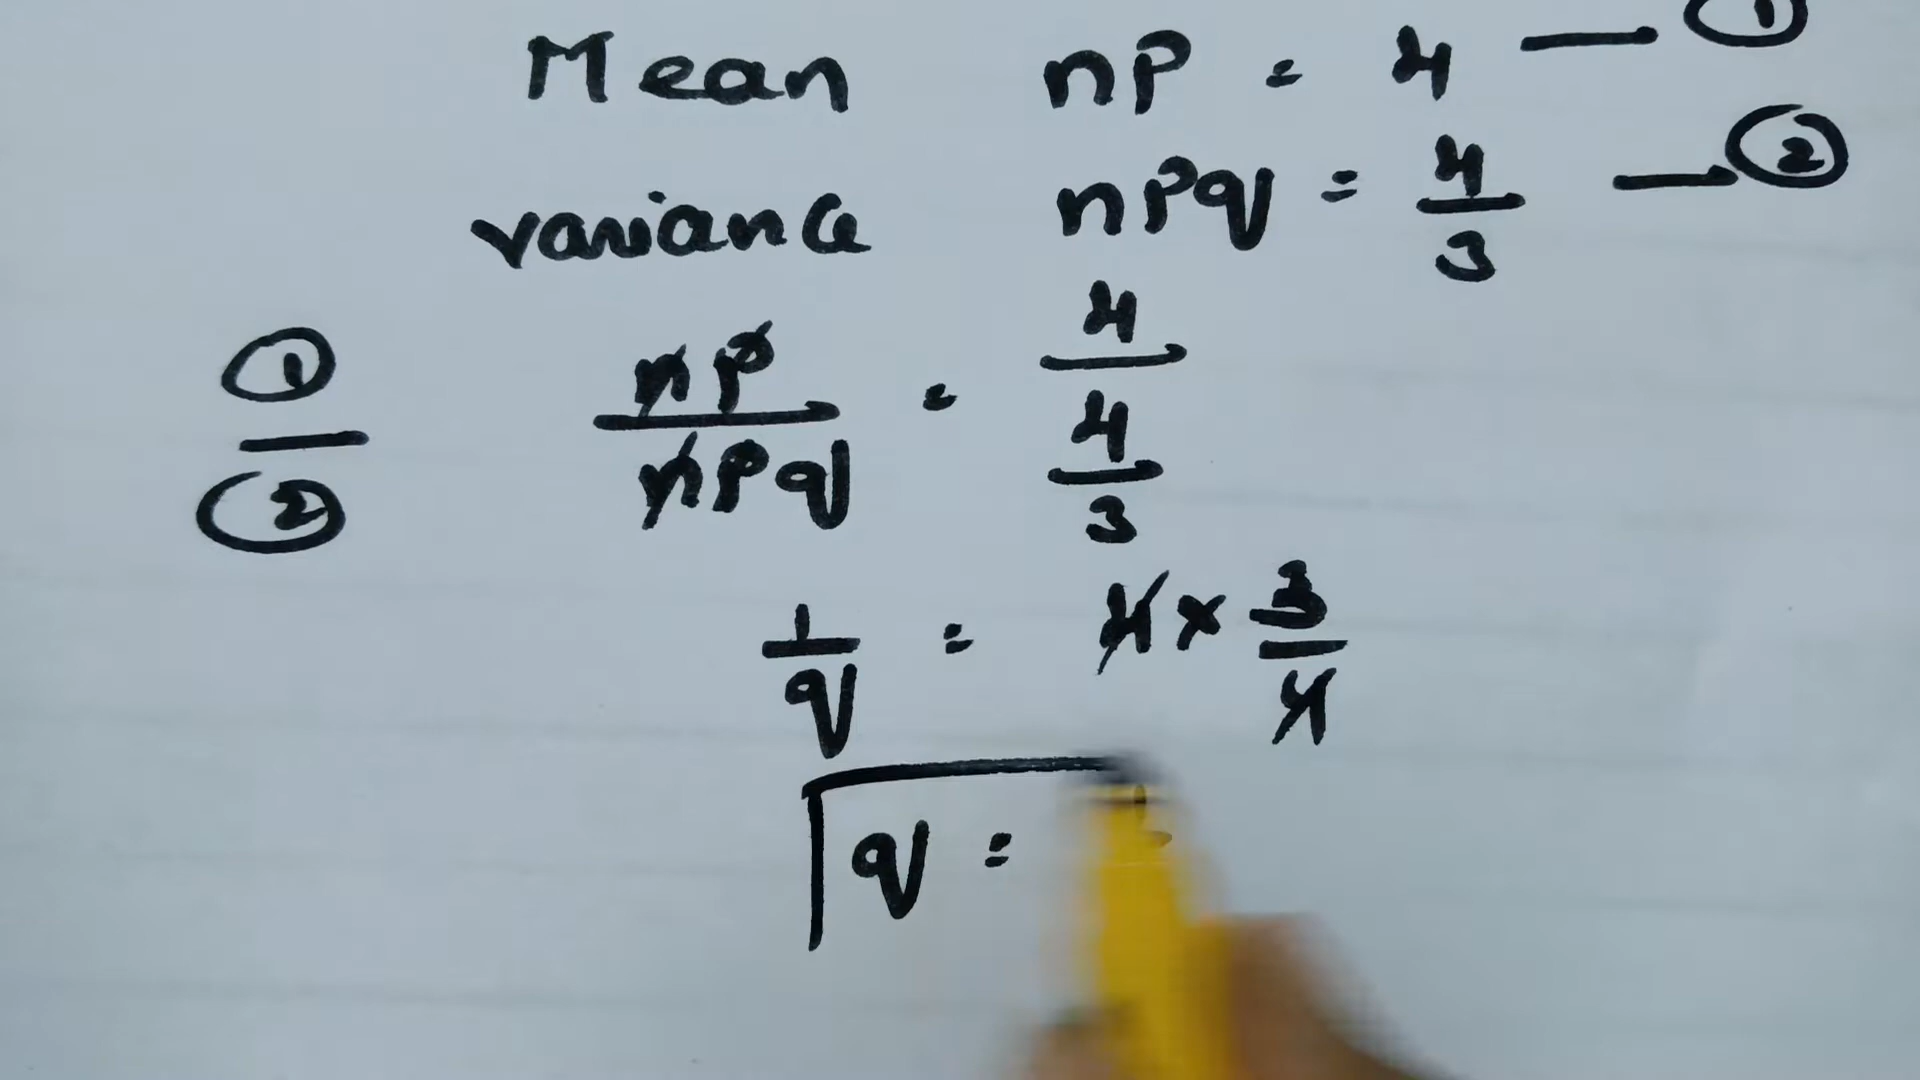 Mean np = 4 — ①
variance npq = 4/3 — ②
①/② np/npq = 4/(4/3)
1/q = 4 × 3/4
q =